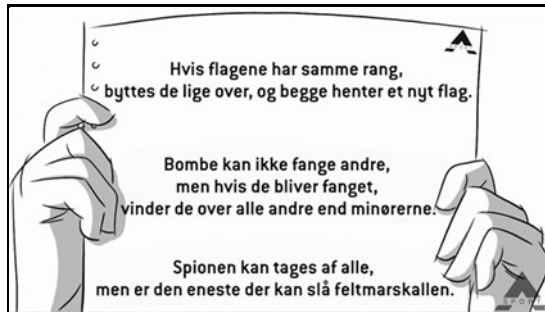 Hvis flagene har samme rang,
byttes de lige over, og begge henter et nyt flag.
Bombe kan ikke fange andre,
men hvis de bliver fanget,
vinder de over alle andre end minørerne.
Spionen kan tages af alle,
men er den eneste der kan slå feltmarskallen.
SPORT